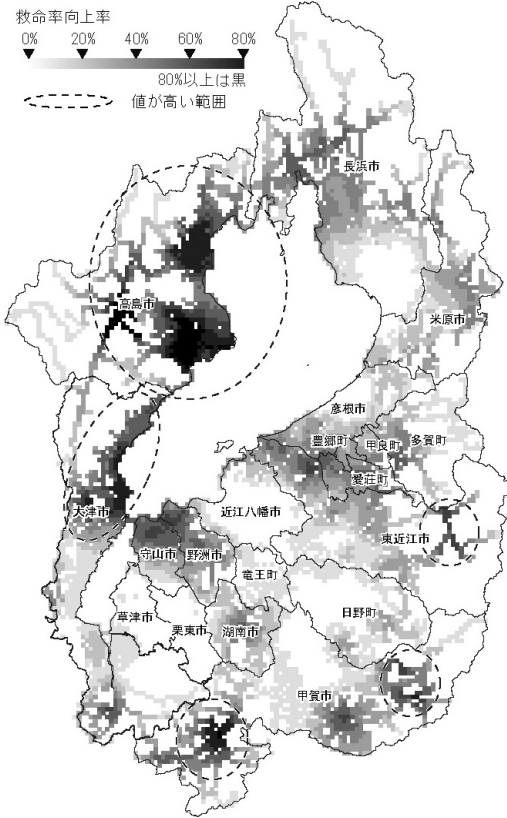 救命率向上率
0% 20% 40% 60% 80%
80%以上は黒
値が高い範囲
長浜市
高島市
米原市
彦根市
豊郷町
甲良町
多賀町
愛荘町
大津市
近江八幡市
東近江市
守山市
野洲市
竜王町
日野町
草津市
栗東市
湖南市
甲賀市